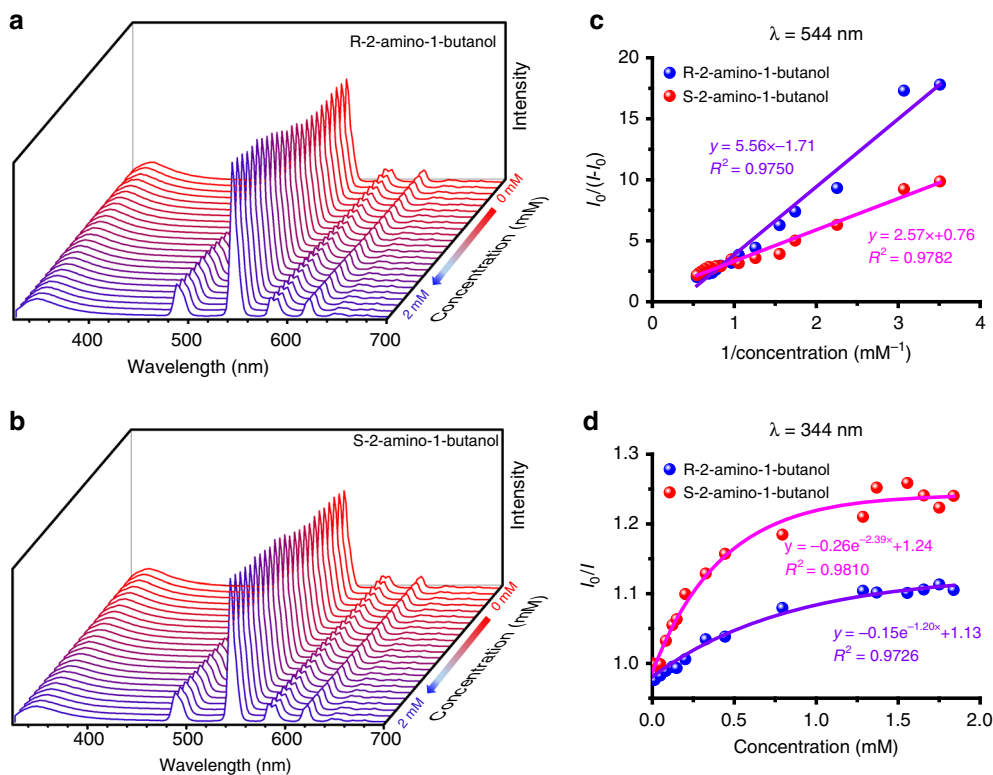 a
R-2-amino-1-butanol
Intensity
0 mM
Concentration (mM)
2 mM
400 500 600 700
Wavelength (nm)
b
S-2-amino-1-butanol
Intensity
0 mM
Concentration (mM)
2 mM
400 500 600 700
Wavelength (nm)
c
λ = 544 nm
R-2-amino-1-butanol
S-2-amino-1-butanol
y = 5.56×−1.71
R² = 0.9750
y = 2.57×+0.76
R² = 0.9782
I₀/(I-I₀)
20
15
10
5
0
0 1 2 3 4
1/concentration (mM⁻¹)
d
λ = 344 nm
R-2-amino-1-butanol
S-2-amino-1-butanol
y = −0.26e⁻²·³⁹ˣ+1.24
R² = 0.9810
y = −0.15e⁻¹·²⁰ˣ+1.13
R² = 0.9726
I₀/I
1.3
1.2
1.1
1.0
0.0 0.5 1.0 1.5 2.0
Concentration (mM)